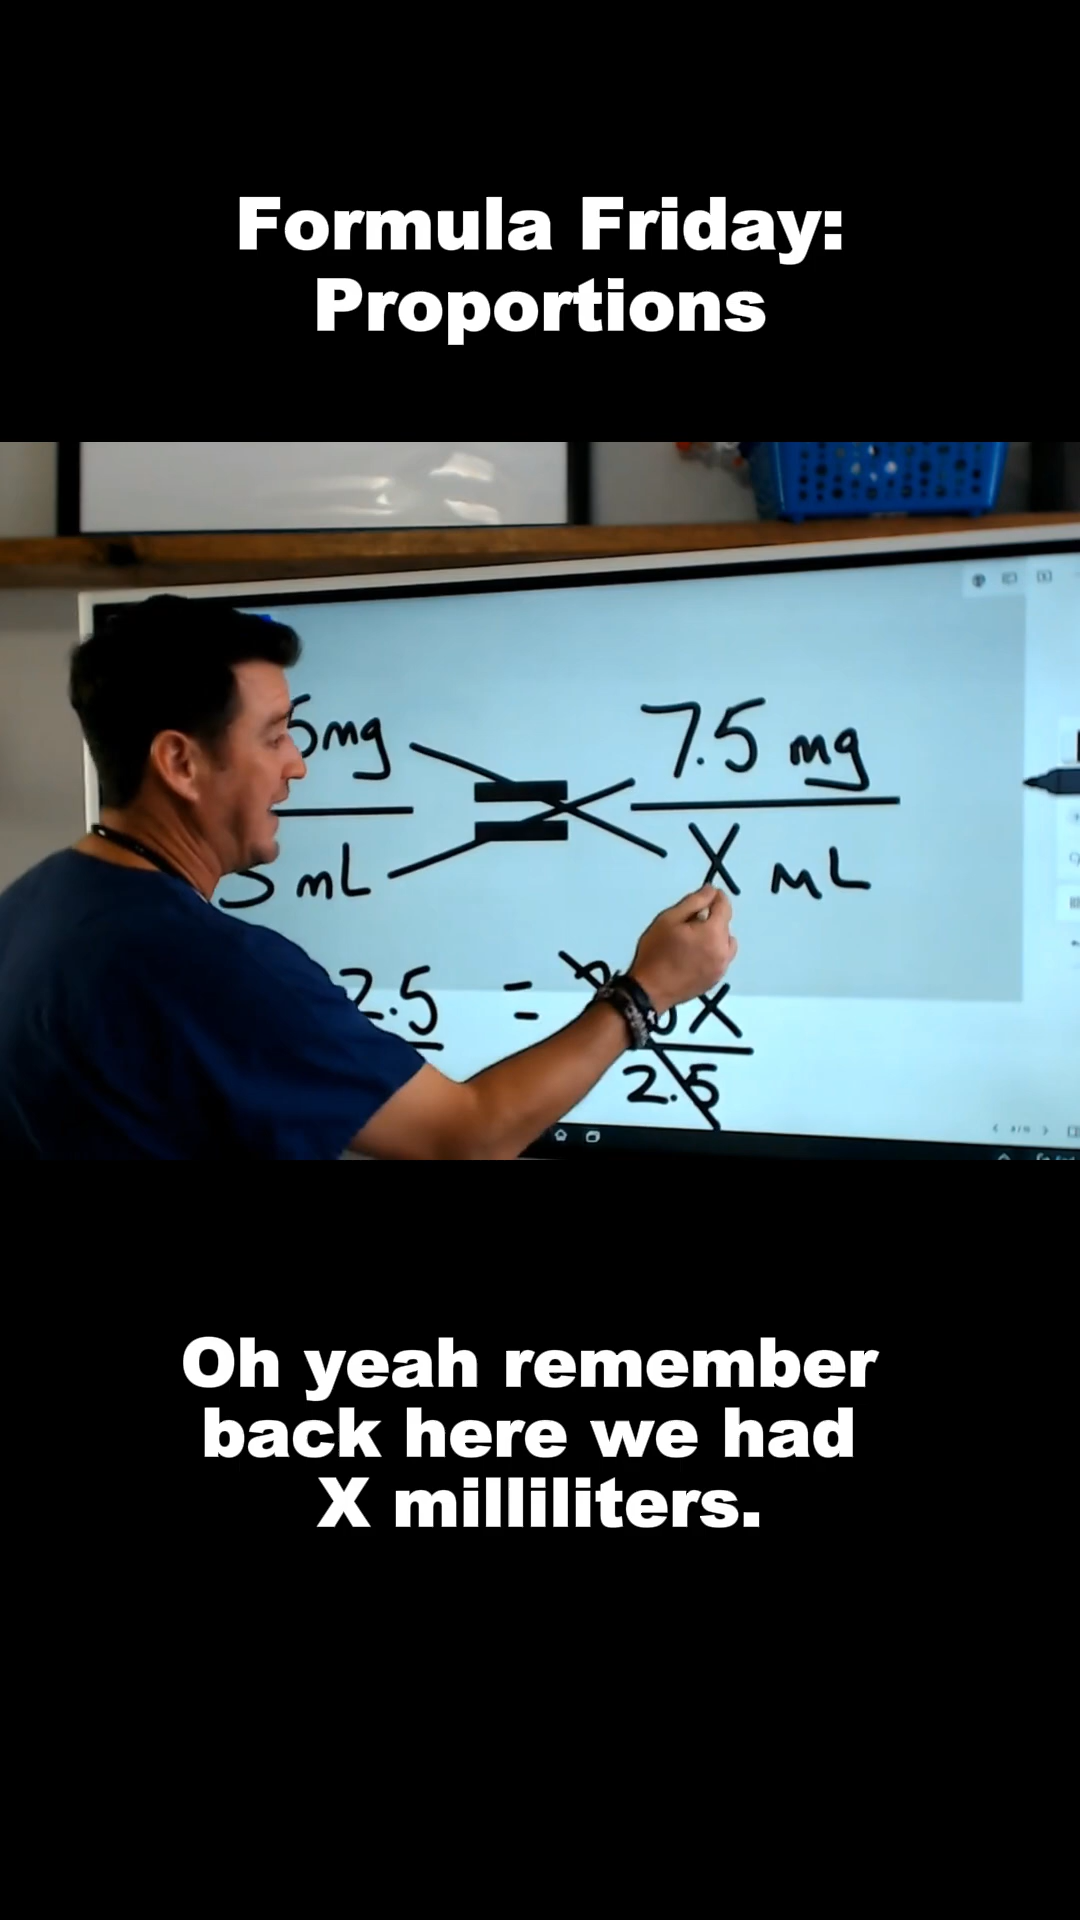 Formula Friday:
Proportions
5mg 7.5 mg
mL X mL
2.5 = X
2.5
Oh yeah remember
back here we had
X milliliters.